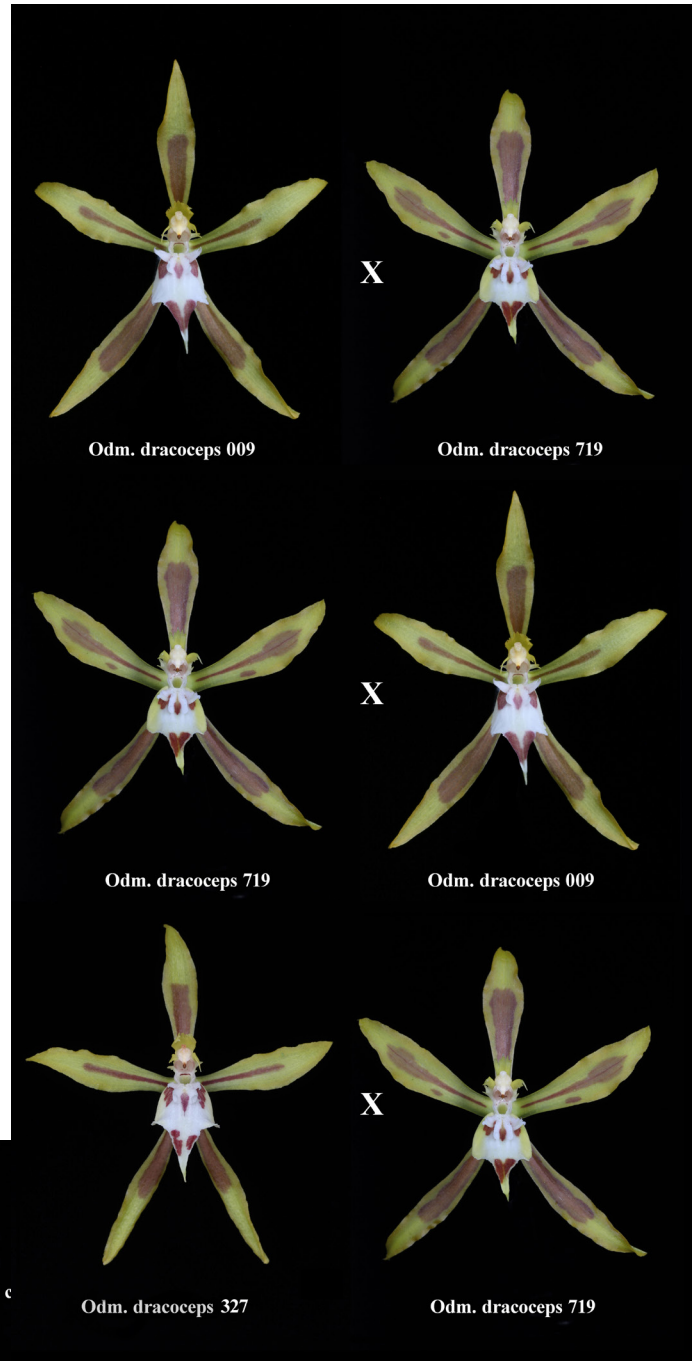 X
Odm. dracoceps 009
Odm. dracoceps 719
X
Odm. dracoceps 719
Odm. dracoceps 009
X
c
Odm. dracoceps 327
Odm. dracoceps 719